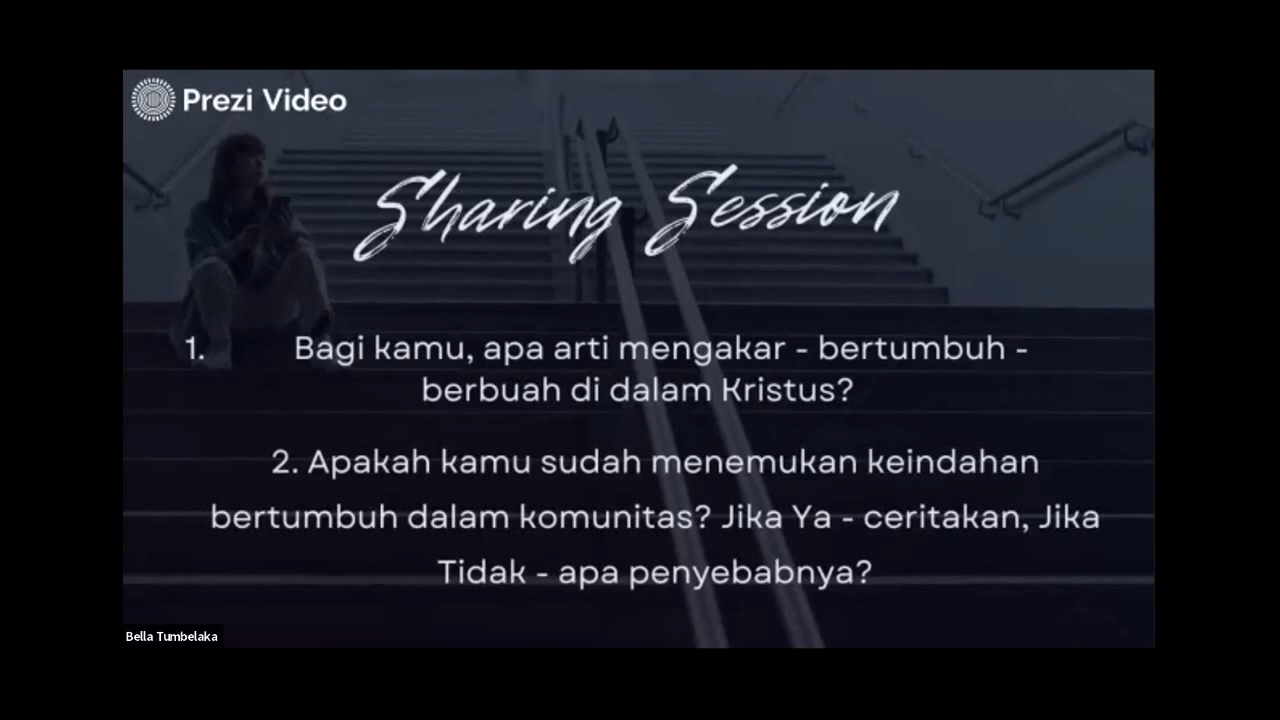 Prezi Video
Sharing Session
1. Bagi kamu, apa arti mengakar - bertumbuh -
berbuah di dalam Kristus?
2. Apakah kamu sudah menemukan keindahan
bertumbuh dalam komunitas? Jika Ya - ceritakan, Jika
Tidak - apa penyebabnya?
Bella Tumbelaka